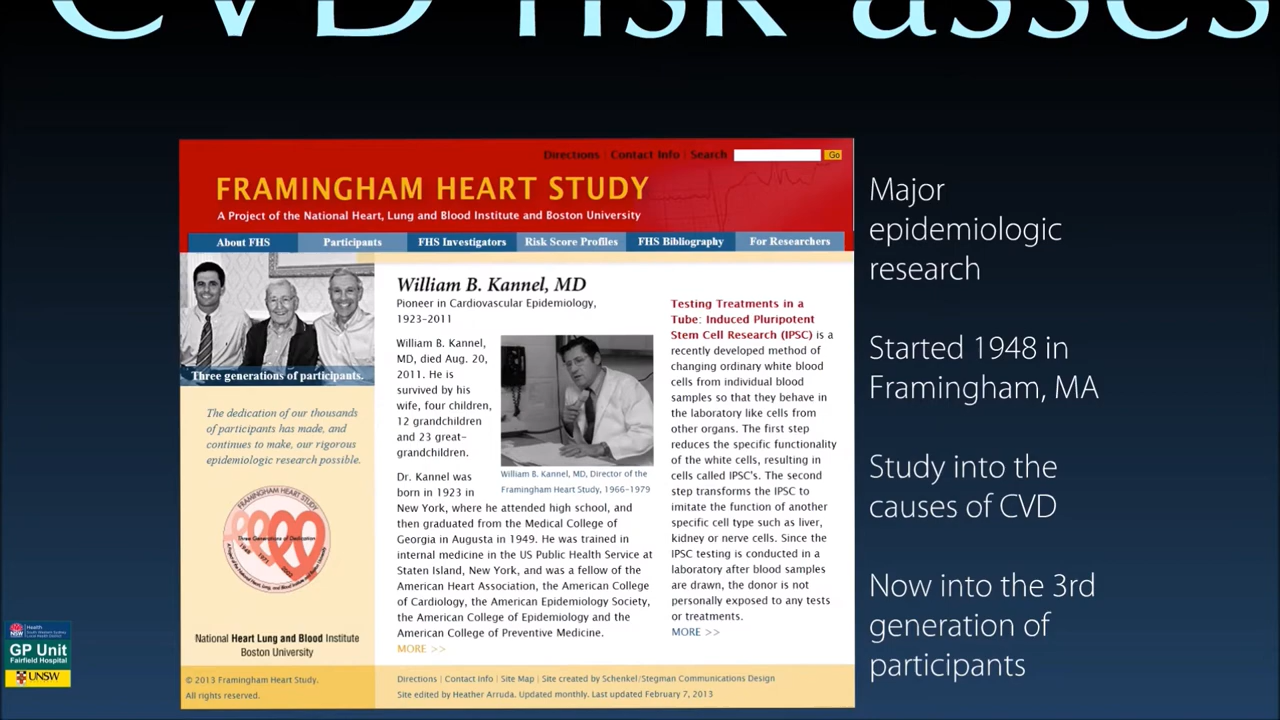 CVD risk asses
Directions | Contact Info | Search
Go
FRAMINGHAM HEART STUDY
A Project of the National Heart, Lung and Blood Institute and Boston University
About FHS
Participants
FHS Investigators
Risk Score Profiles
FHS Bibliography
For Researchers
Three generations of participants.
The dedication of our thousands
of participants has made, and
continues to make, our rigorous
epidemiologic research possible.
FRAMINGHAM HEART STUDY
Three Generations of Dedication
1948
National Heart Lung and Blood Institute
Boston University
© 2013 Framingham Heart Study.
All rights reserved.
William B. Kannel, MD
Pioneer in Cardiovascular Epidemiology,
1923-2011
William B. Kannel,
MD, died Aug. 20,
2011. He is
survived by his
wife, four children,
12 grandchildren
and 23 great-
grandchildren.
William B. Kannel, MD, Director of the
Framingham Heart Study, 1966-1979
Dr. Kannel was
born in 1923 in
New York, where he attended high school, and
then graduated from the Medical College of
Georgia in Augusta in 1949. He was trained in
internal medicine in the US Public Health Service at
Staten Island, New York, and was a fellow of the
American Heart Association, the American College
of Cardiology, the American Epidemiology Society,
the American College of Epidemiology and the
American College of Preventive Medicine.
MORE >>
Testing Treatments in a
Tube: Induced Pluripotent
Stem Cell Research (IPSC) is a
recently developed method of
changing ordinary white blood
cells from individual blood
samples so that they behave in
the laboratory like cells from
other organs. The first step
reduces the specific functionality
of the white cells, resulting in
cells called IPSC's. The second
step transforms the IPSC to
imitate the function of another
specific cell type such as liver,
kidney or nerve cells. Since the
IPSC testing is conducted in a
laboratory after blood samples
are drawn, the donor is not
personally exposed to any tests
or treatments.
MORE >>
Directions | Contact Info | Site Map | Site created by Schenkel/Stegman Communications Design
Site edited by Heather Arruda. Updated monthly. Last updated February 7, 2013
Major
epidemiologic
research
Started 1948 in
Framingham, MA
Study into the
causes of CVD
Now into the 3rd
generation of
participants
Health
NSW
GP Unit
Fairfield Hospital
UNSW